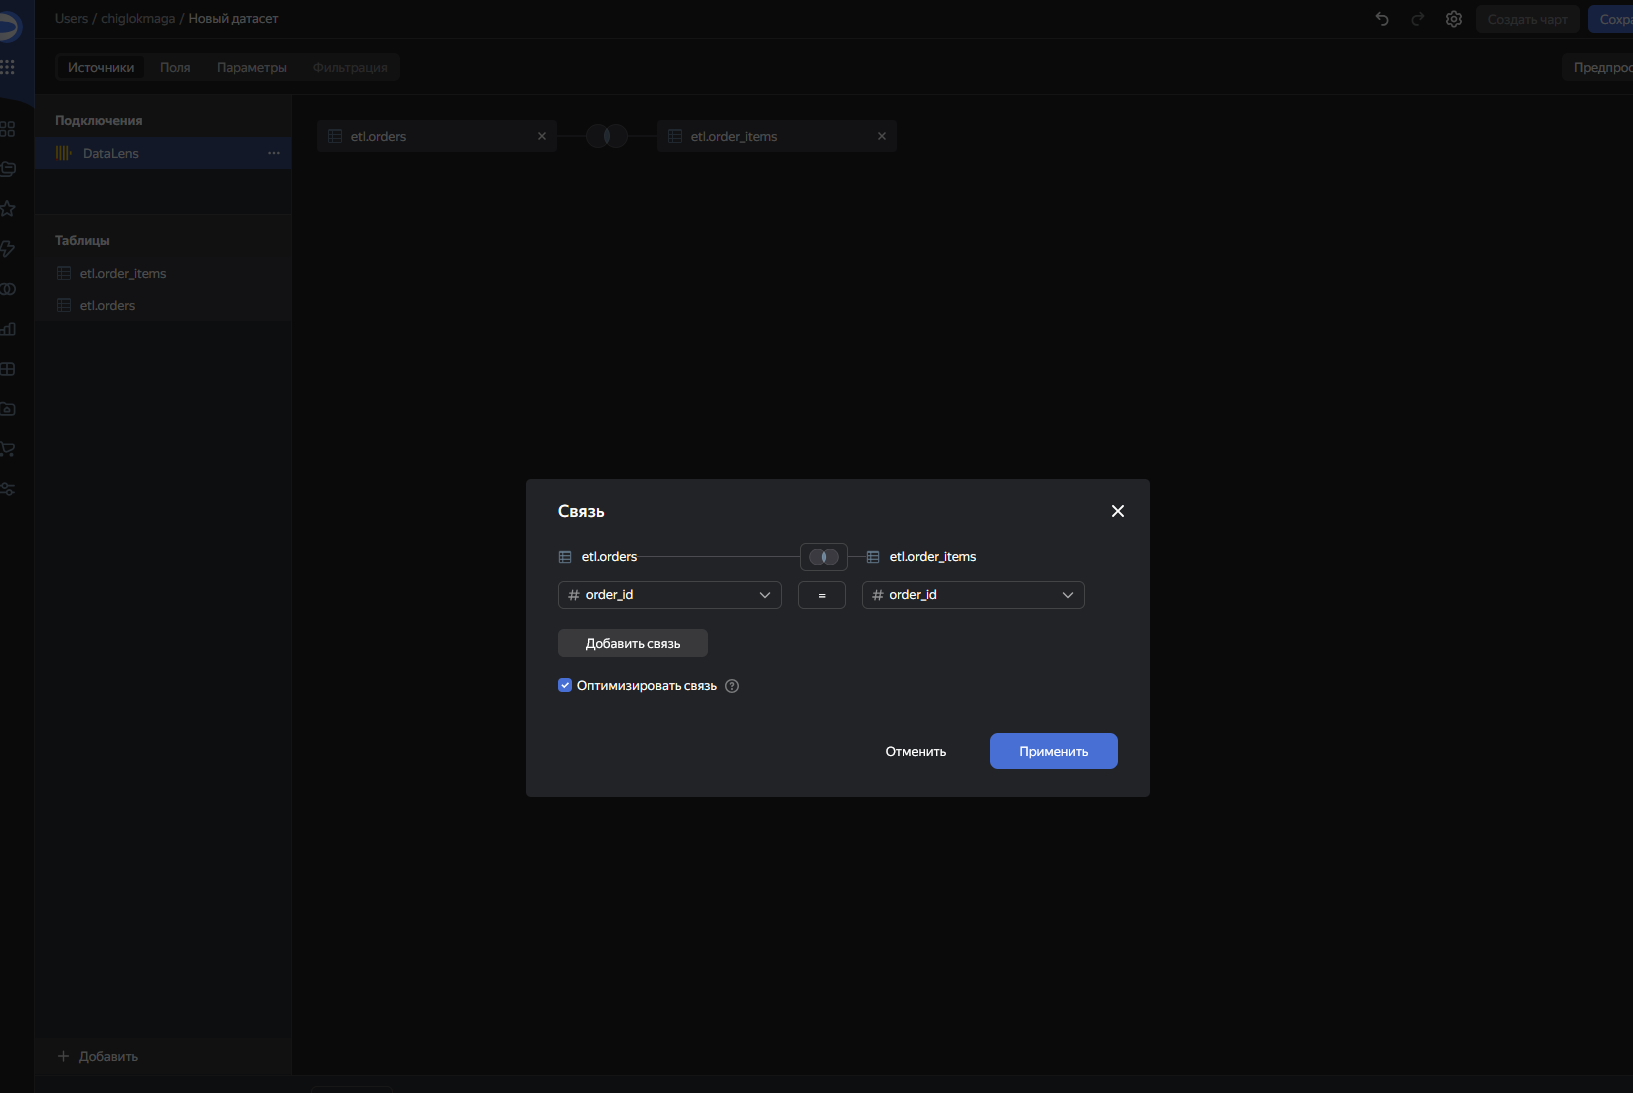 Users / chiglokmaga / Новый датасет
Создать чарт
Сохра
Источники
Поля
Параметры
Фильтрация
Предпрос
Подключения
DataLens
Таблицы
etl.order_items
etl.orders
etl.orders
etl.order_items
Связь
etl.orders
etl.order_items
# order_id
=
# order_id
Добавить связь
Оптимизировать связь
Отменить
Применить
+ Добавить